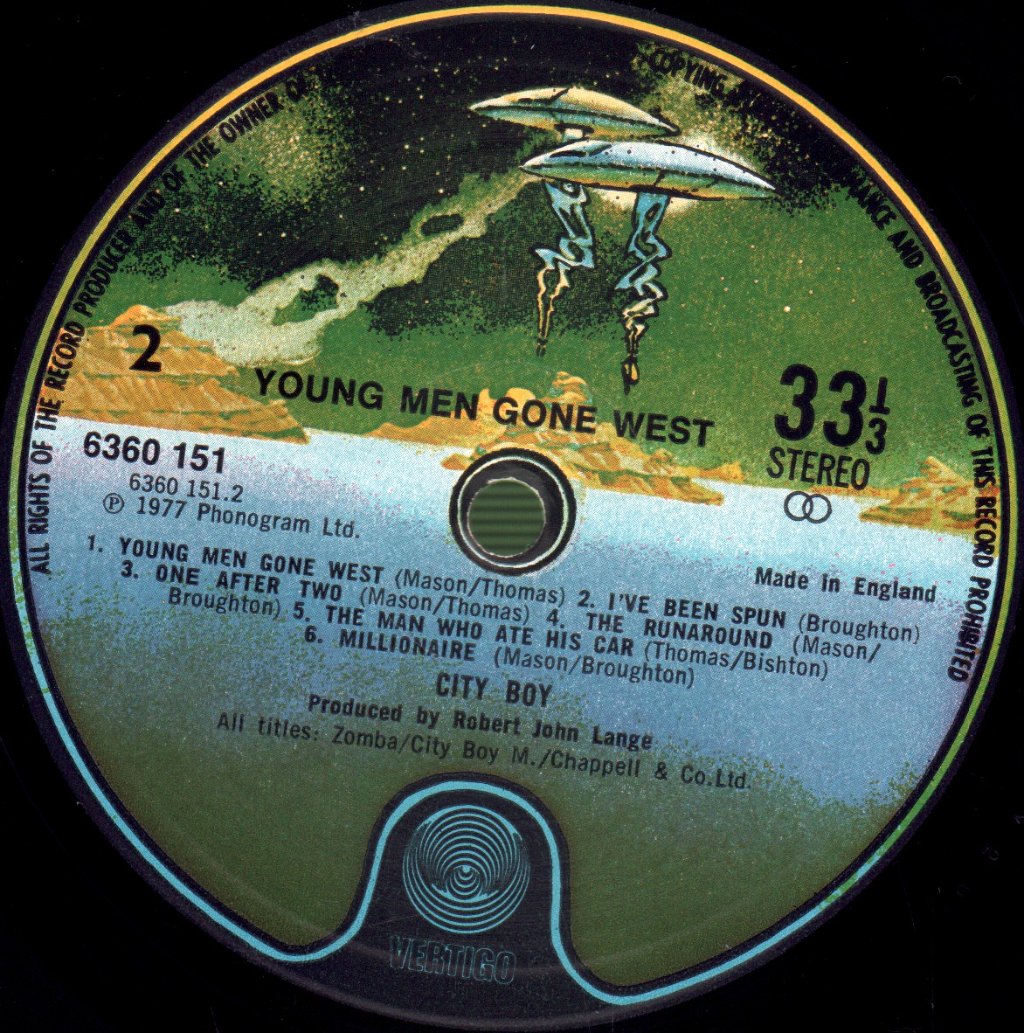 ALL RIGHTS OF THE RECORD PRODUCER AND OF THE OWNER OF
COPYING,
AND BROADCASTING OF THIS RECORD PROHIBITED
2
YOUNG MEN GONE WEST
33 1/3
STEREO
6360 151
6360 151.2
Ⓟ 1977 Phonogram Ltd.
Made in England
1. YOUNG MEN GONE WEST (Mason/Thomas) 2. I'VE BEEN SPUN (Broughton)
3. ONE AFTER TWO (Mason/Thomas) 4. THE RUNAROUND (Mason/
Broughton) 5. THE MAN WHO ATE HIS CAR (Thomas/Bishton)
6. MILLIONAIRE (Mason/Broughton)
CITY BOY
Produced by Robert John Lange
All titles: Zomba/City Boy M./Chappell & Co.Ltd.
VERTIGO